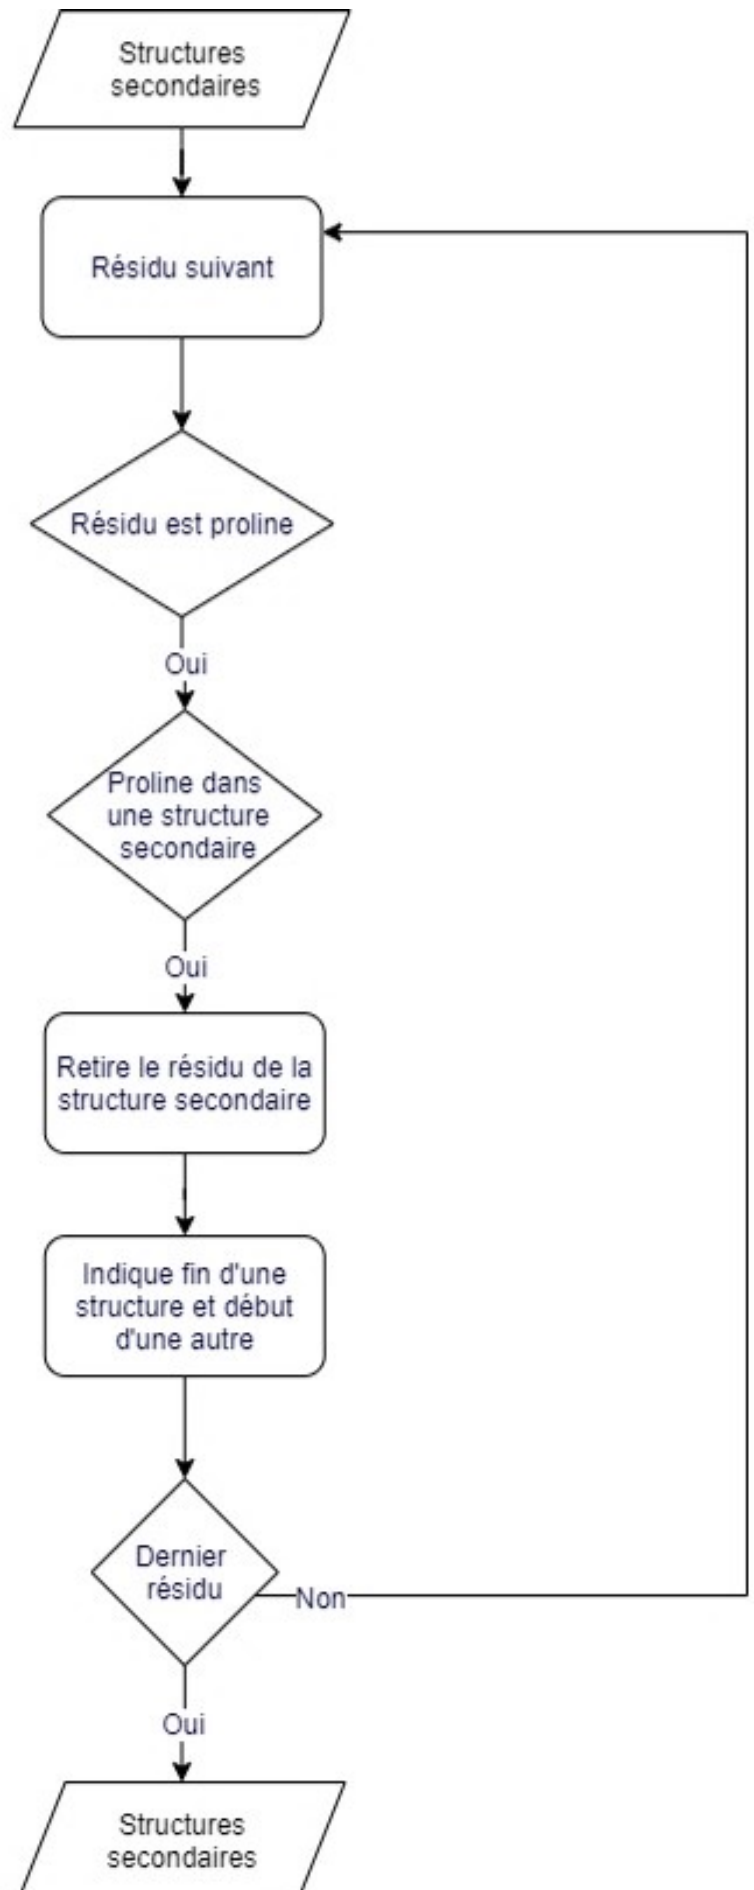 Structures
secondaires
Résidu suivant
Résidu est proline
Oui
Proline dans
une structure
secondaire
Oui
Retire le résidu de la
structure secondaire
Indique fin d'une
structure et début
d'une autre
Dernier
résidu
Non
Oui
Structures
secondaires